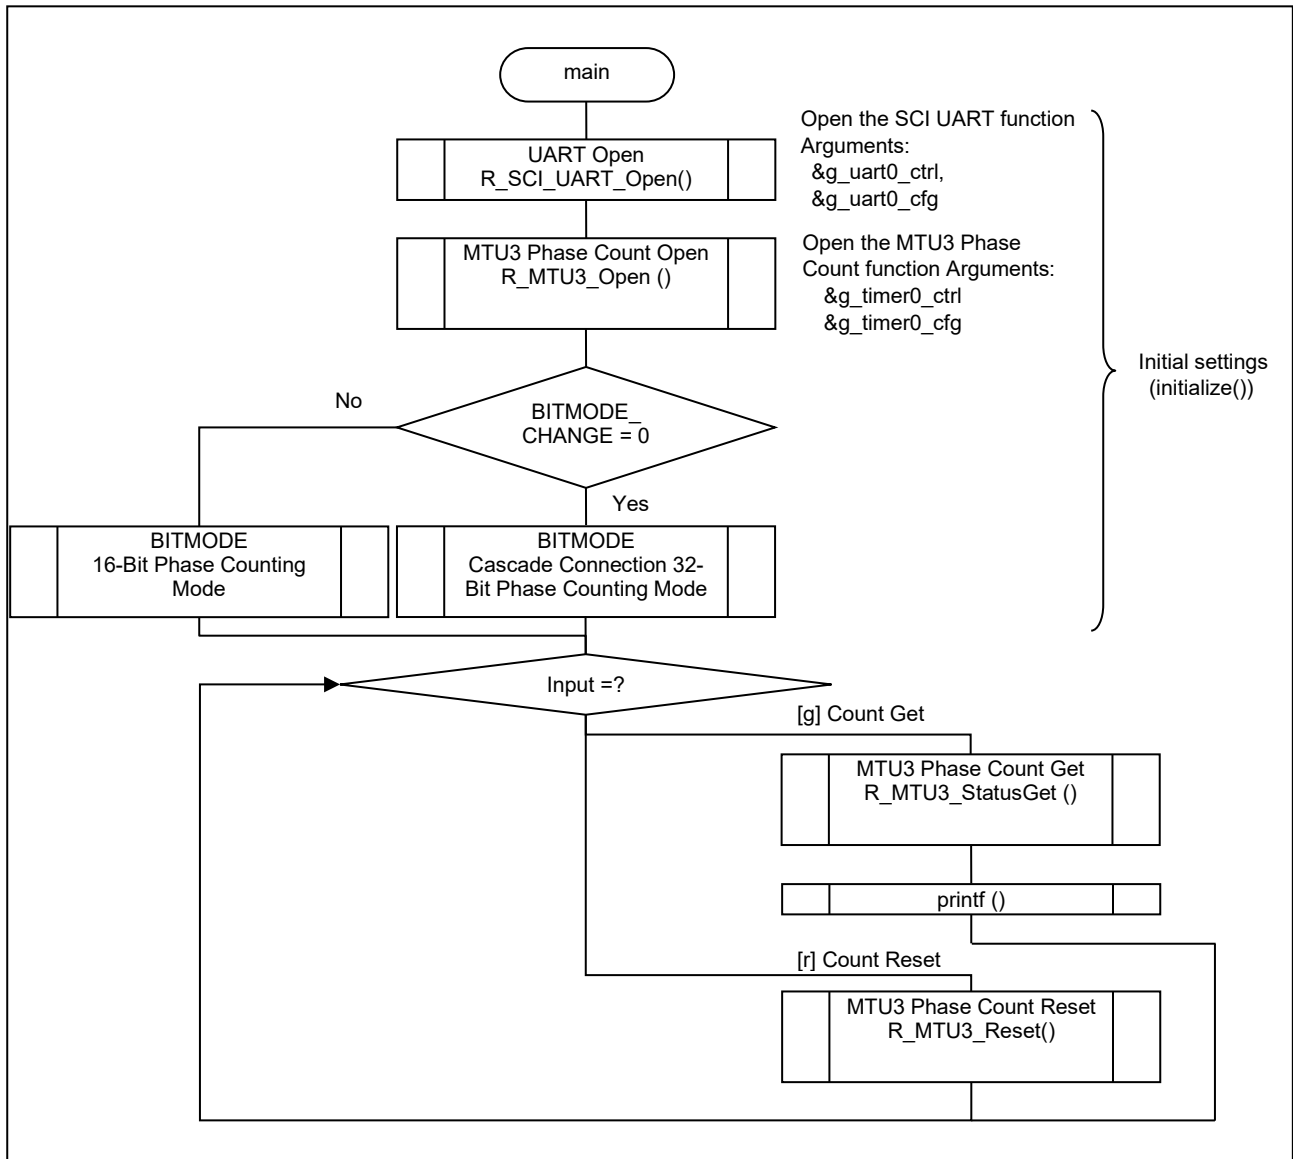 main
UART Open
R_SCI_UART_Open()
Open the SCI UART function
Arguments:
&g_uart0_ctrl,
&g_uart0_cfg
MTU3 Phase Count Open
R_MTU3_Open ()
Open the MTU3 Phase
Count function Arguments:
&g_timer0_ctrl
&g_timer0_cfg
Initial settings
(initialize())
No
BITMODE_
CHANGE = 0
Yes
BITMODE
16-Bit Phase Counting
Mode
BITMODE
Cascade Connection 32-
Bit Phase Counting Mode
Input =?
[g] Count Get
MTU3 Phase Count Get
R_MTU3_StatusGet ()
printf ()
[r] Count Reset
MTU3 Phase Count Reset
R_MTU3_Reset()